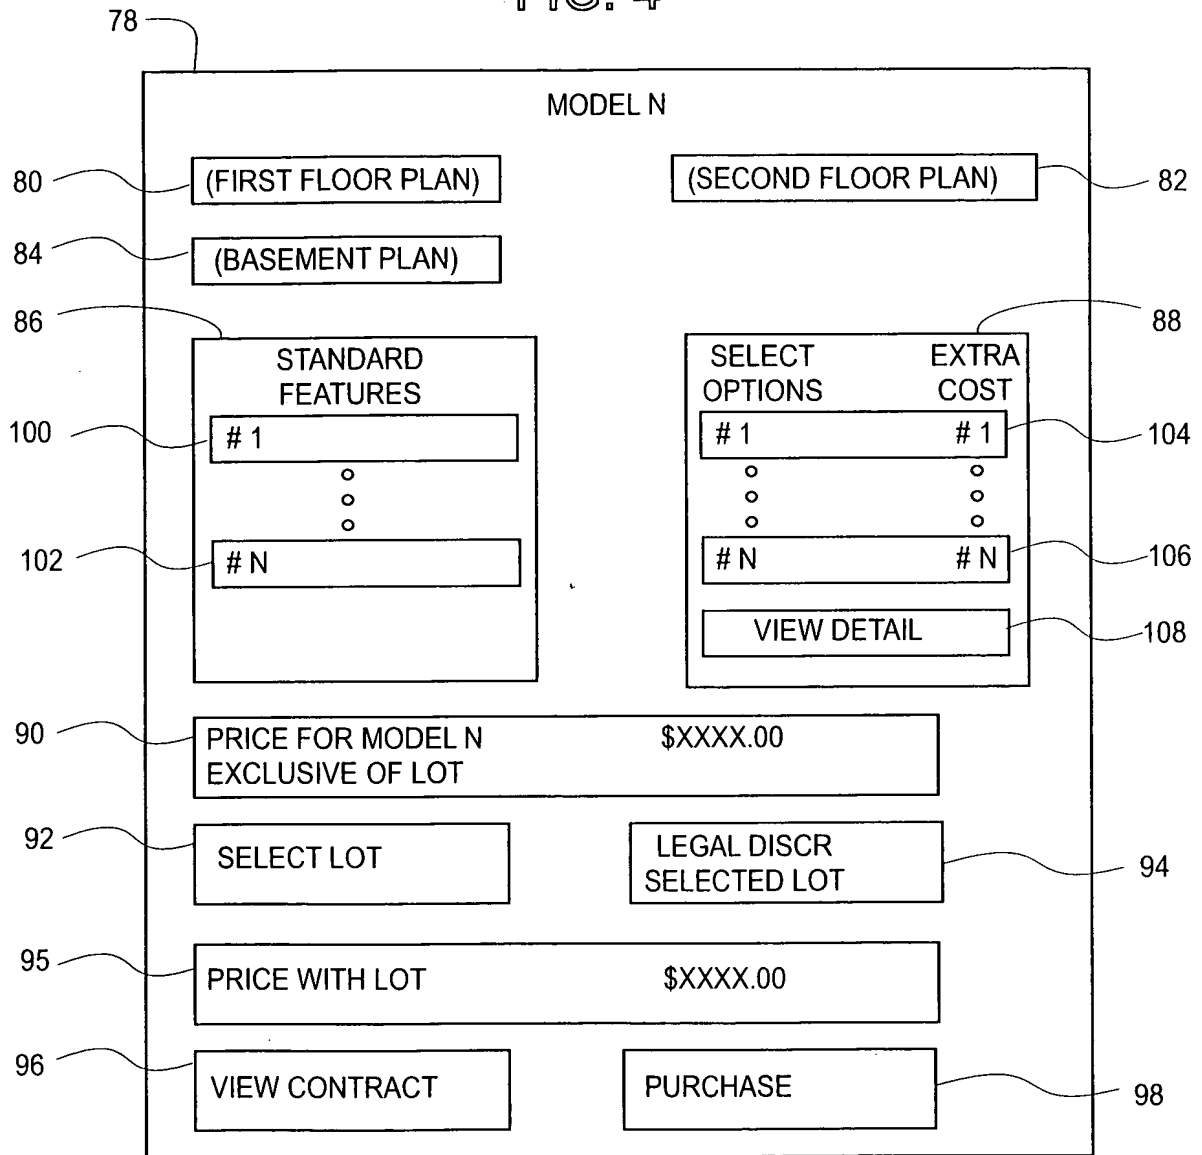 FIG. 4
78
MODEL N
80
(FIRST FLOOR PLAN)
(SECOND FLOOR PLAN)
82
84
(BASEMENT PLAN)
86
88
STANDARD
FEATURES
SELECT
OPTIONS
EXTRA
COST
100
# 1
# 1
# 1
104
102
# N
# N
# N
106
VIEW DETAIL
108
90
PRICE FOR MODEL N
$XXXX.00
EXCLUSIVE OF LOT
92
SELECT LOT
LEGAL DISCR
SELECTED LOT
94
95
PRICE WITH LOT
$XXXX.00
96
VIEW CONTRACT
PURCHASE
98